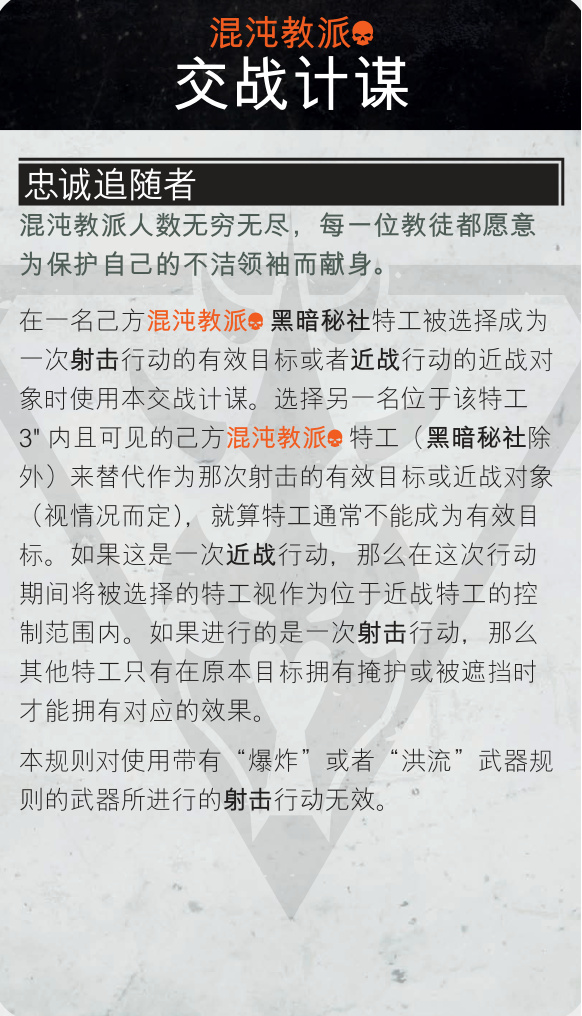 混沌教派
交战计谋
忠诚追随者
混沌教派人数无穷无尽，每一位教徒都愿意
为保护自己的不洁领袖而献身。
在一名己方混沌教派 黑暗秘社特工被选择成为
一次射击行动的有效目标或者近战行动的近战对
象时使用本交战计谋。选择另一名位于该特工
3" 内且可见的己方混沌教派 特工（黑暗秘社除
外）来替代作为那次射击的有效目标或近战对象
（视情况而定），就算特工通常不能成为有效目
标。如果这是一次近战行动，那么在这次行动
期间将被选择的特工视作为位于近战特工的控
制范围内。如果进行的是一次射击行动，那么
其他特工只有在原本目标拥有掩护或被遮挡时
才能拥有对应的效果。
本规则对使用带有“爆炸”或者“洪流”武器规
则的武器所进行的射击行动无效。